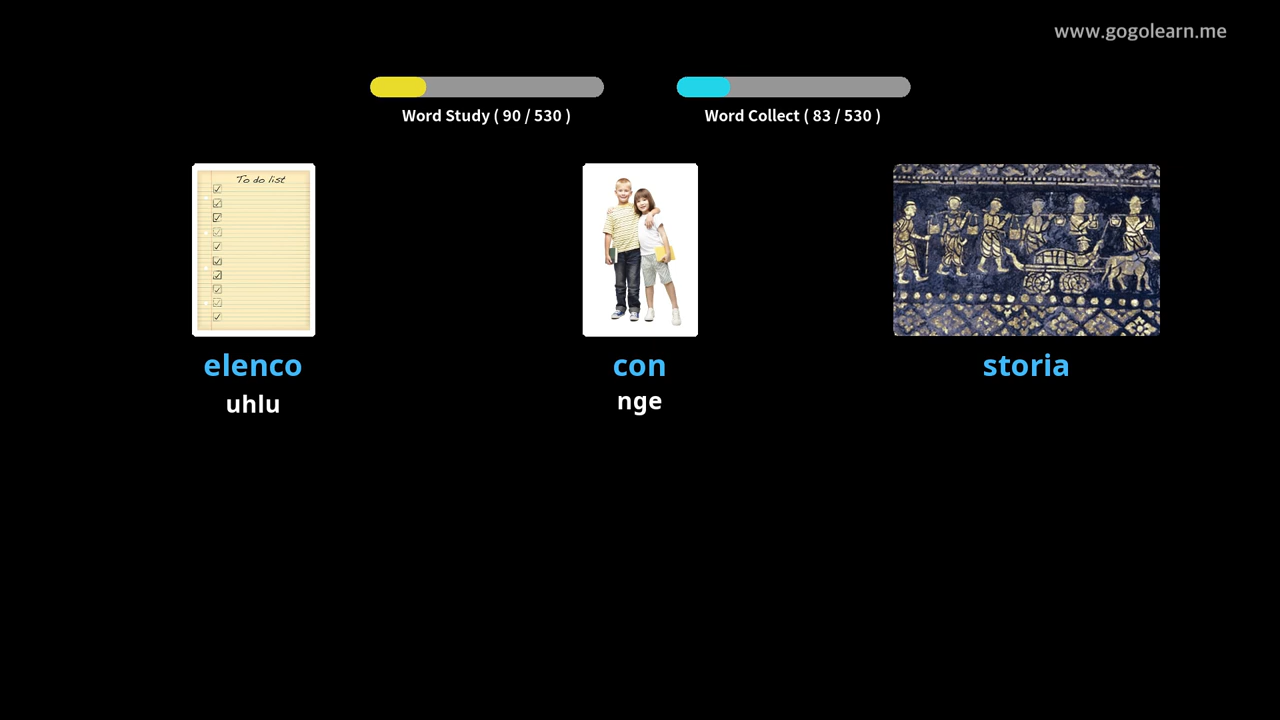 www.gogolearn.me
Word Study ( 90 / 530 )
Word Collect ( 83 / 530 )
To do list
elenco
con
storia
uhlu
nge